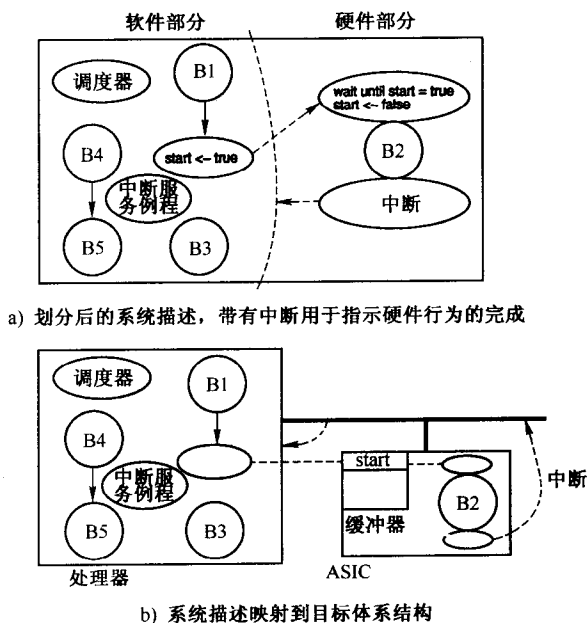 软件部分
硬件部分
调度器
B1
wait until start = true
start <- false
B4
start <- true
B2
中断服
务例程
中断
B5
B3
a) 划分后的系统描述，带有中断用于指示硬件行为的完成
调度器
B1
B4
start
中断服
务例程
B2
中断
B5
B3
缓冲器
处理器
ASIC
b) 系统描述映射到目标体系结构